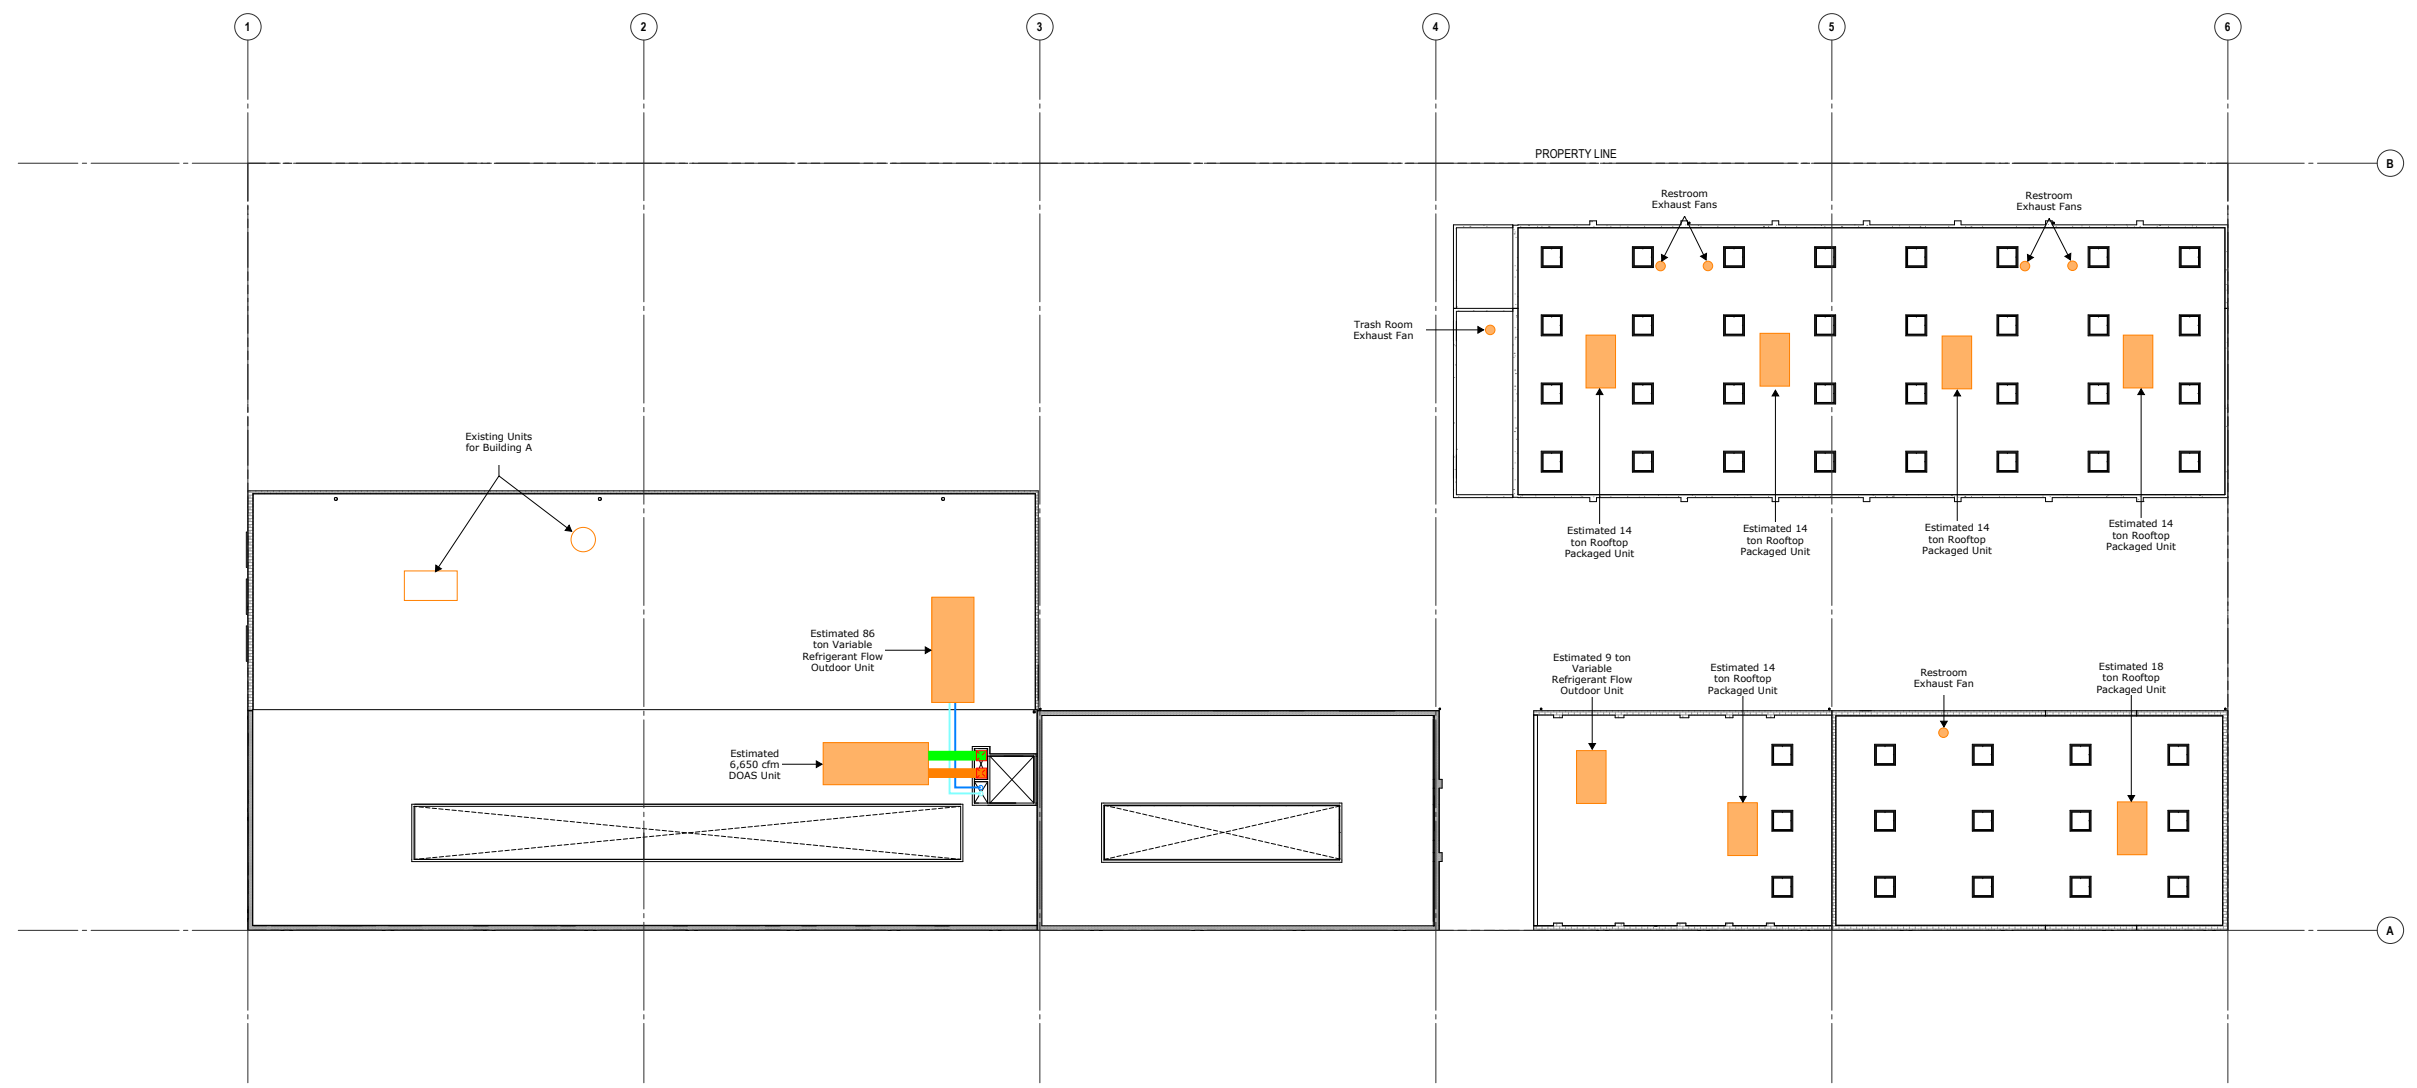 1
2
3
4
5
6
PROPERTY LINE
B
Restroom
Exhaust Fans
Restroom
Exhaust Fans
Trash Room
Exhaust Fan
Existing Units
for Building A
Estimated 14
ton Rooftop
Packaged Unit
Estimated 14
ton Rooftop
Packaged Unit
Estimated 14
ton Rooftop
Packaged Unit
Estimated 14
ton Rooftop
Packaged Unit
Estimated 86
ton Variable
Refrigerant Flow
Outdoor Unit
Estimated 9 ton
Variable
Refrigerant Flow
Outdoor Unit
Estimated 14
ton Rooftop
Packaged Unit
Restroom
Exhaust Fan
Estimated 18
ton Rooftop
Packaged Unit
Estimated
6,650 cfm
DOAS Unit
A